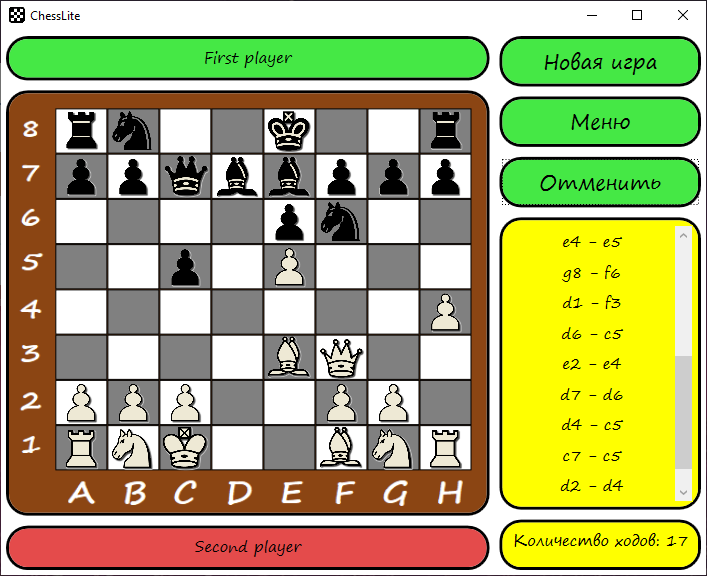 ChessLite
First player
Новая игра
Меню
Отменить
8
7
6
5
4
3
2
1
A B C D E F G H
e4 - e5
g8 - f6
d1 - f3
d6 - c5
e2 - e4
d7 - d6
d4 - c5
c7 - c5
d2 - d4
Second player
Количество ходов: 17